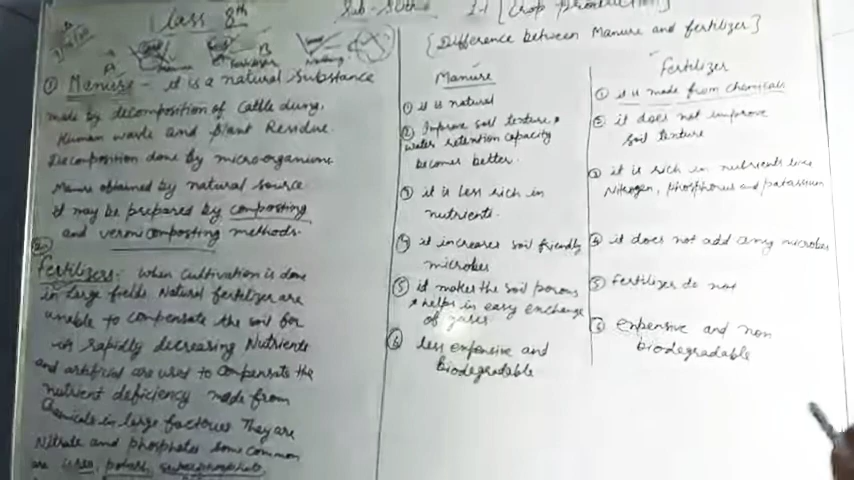 Class 8th
[Crop Production]
① Manure - it is a natural Substance
made by decomposition of Cattle dung,
Human waste and plant Residue.
Decomposition done by microorganisms
Manure obtained by natural source
it may be prepared by composting
and vermicomposting methods.
Fertilizers: when cultivation is done
in large fields. Natural fertilizer are
unable to compensate the soil for
rapidly decreasing Nutrients
and artificial are used to compensate the
nutrient deficiency made from
Chemicals in large factories They are
Nitrate and phosphates some common
are urea, potash, superphosphate.
[Difference between Manure and fertilizer]
Manure
① it is natural
② Improve soil texture &
water retention capacity
becomes better.
③ it is less rich in
nutrients.
④ it increases soil friendly
microbes
⑤ it makes the soil porous
& helps in easy exchange
of gases
⑥ less expensive and
biodegradable
fertilizer
① it is made from chemicals
② it does not improve
soil texture
③ it is rich in nutrients like
Nitrogen, phosphorus and potassium
④ it does not add any microbes
⑤ fertilizer do not
⑥ expensive and non
biodegradable